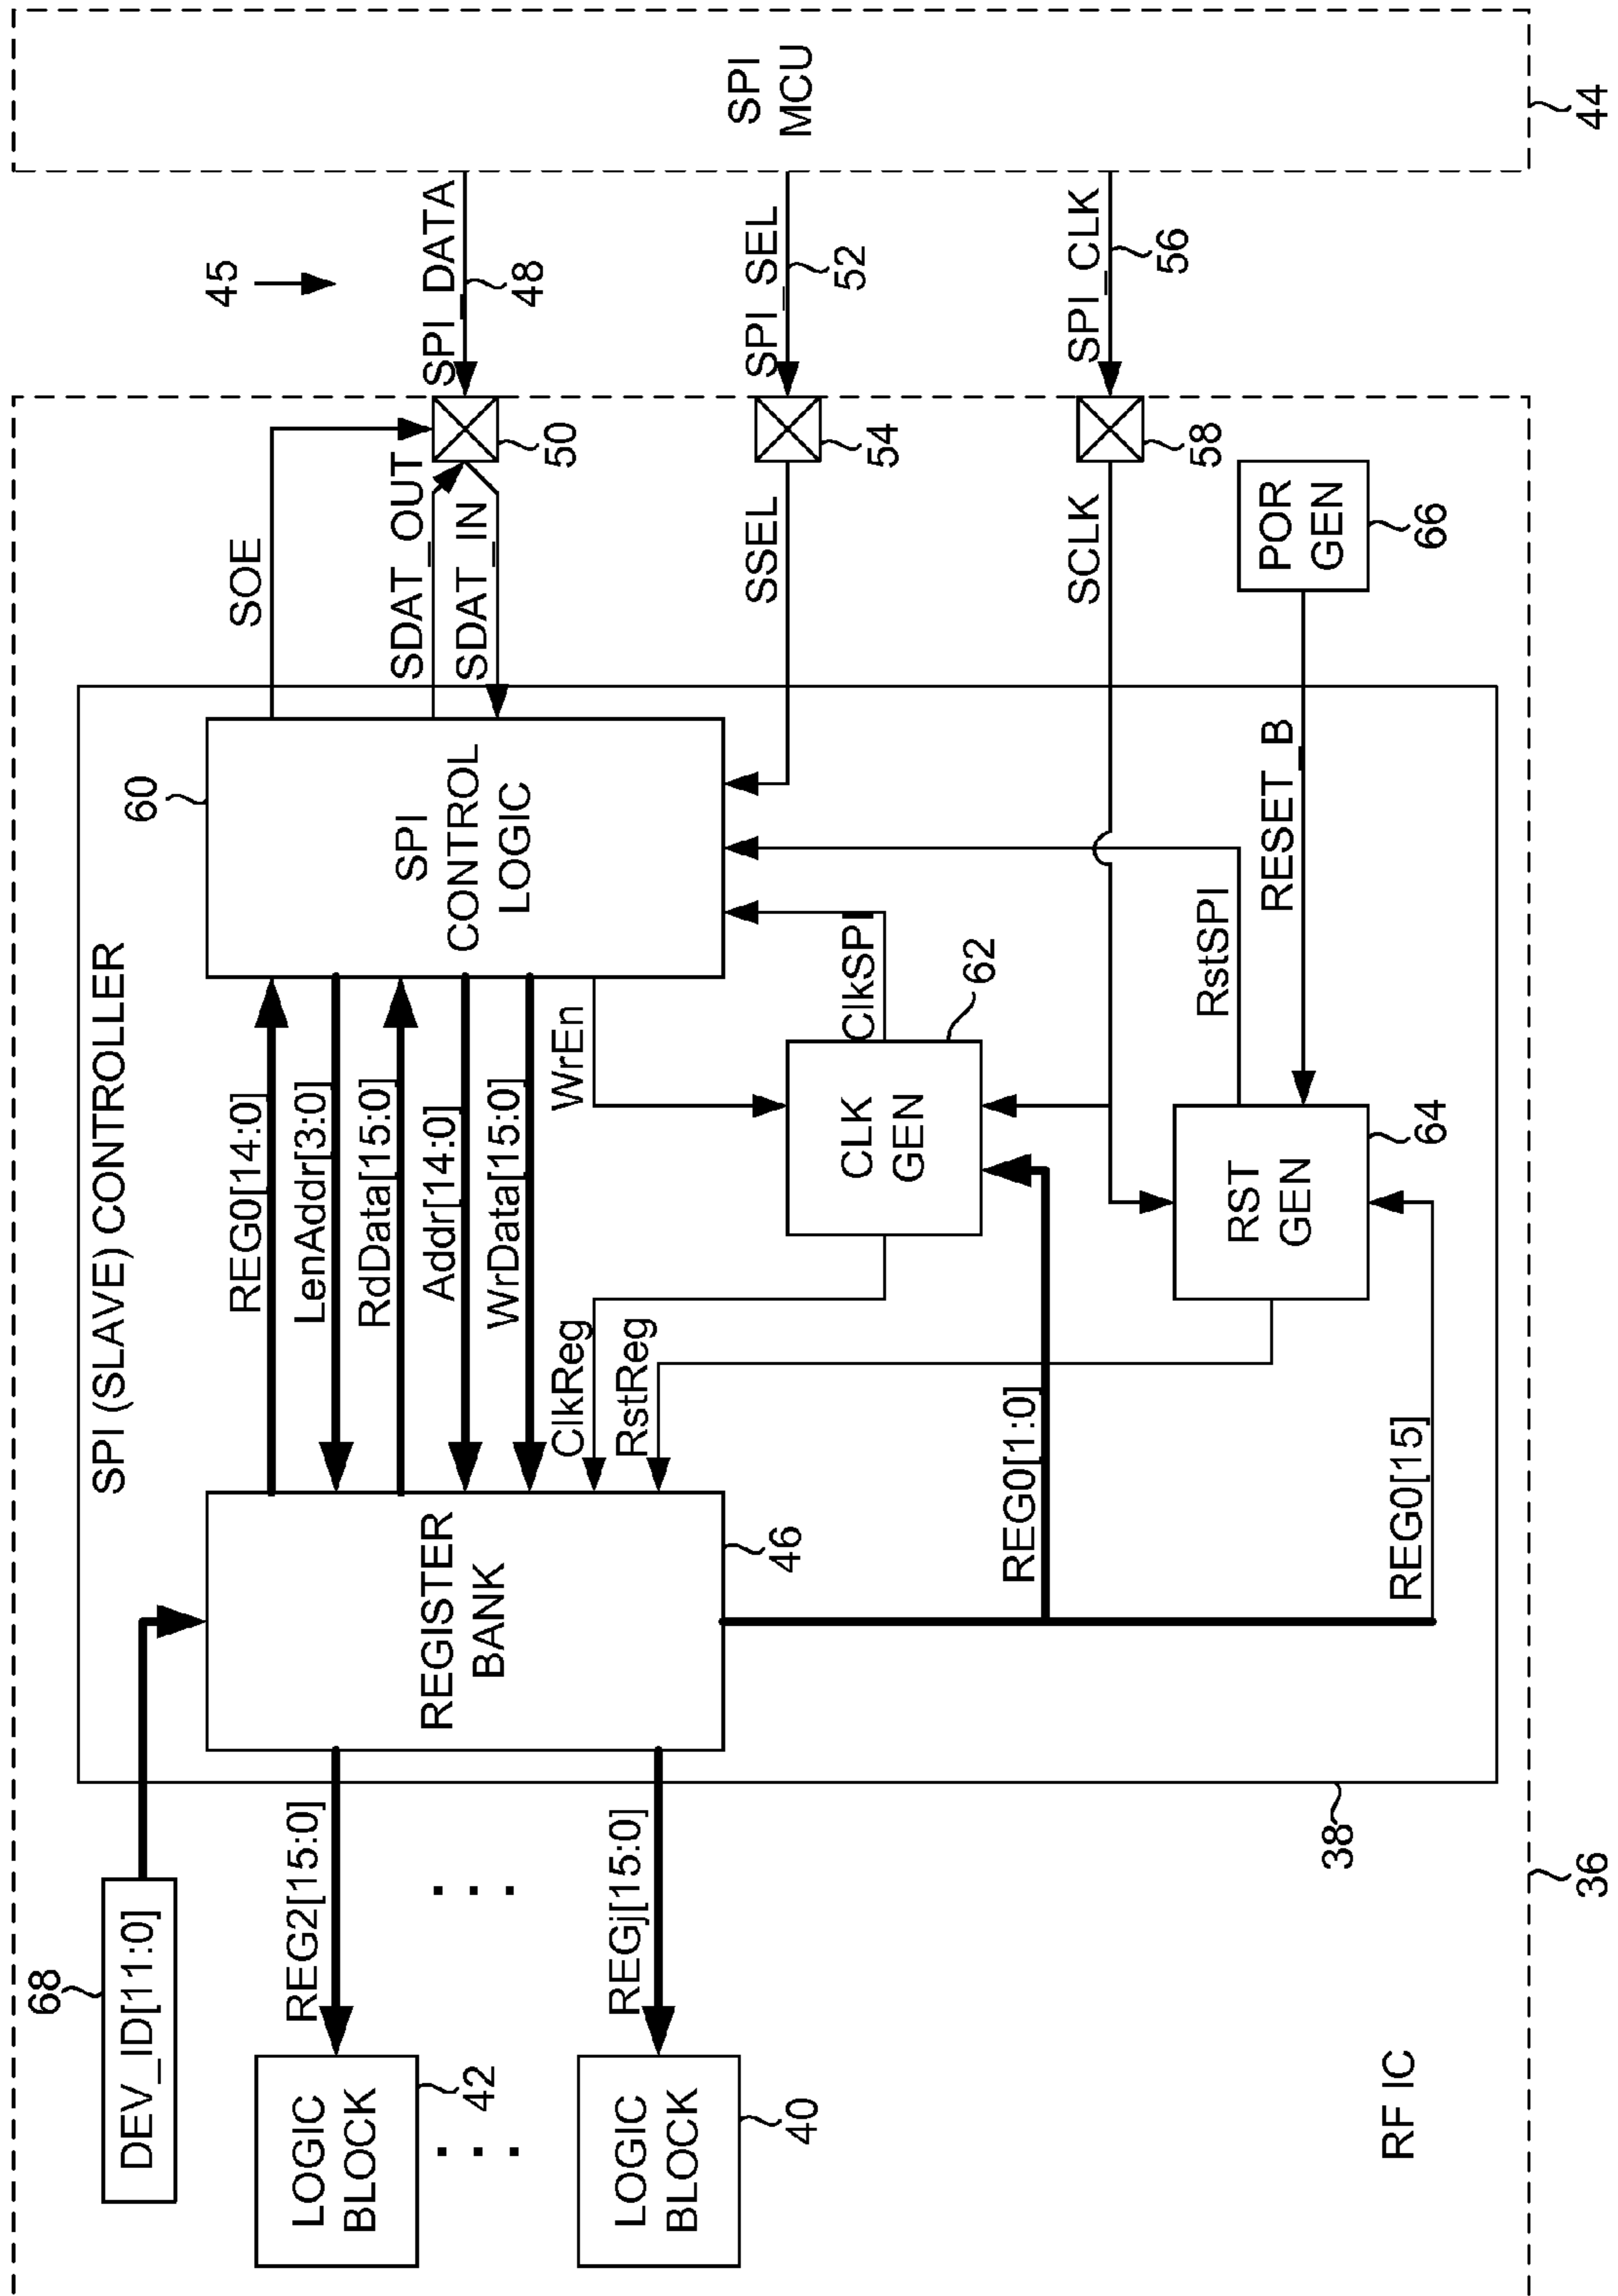 68
DEV_ID[11:0]
SPI (SLAVE) CONTROLLER
60
45
SPI
MCU
44
LOGIC
BLOCK
42
REG2[15:0]
REGISTER
BANK
46
REG0[14:0]
LenAddr[3:0]
RdData[15:0]
Addr[14:0]
WrData[15:0]
WrEn
ClkReg
RstReg
SPI
CONTROL
LOGIC
SOE
SDAT_OUT
SDAT_IN
50
SPI_DATA
48
LOGIC
BLOCK
40
REGj[15:0]
CLK
GEN
62
ClkSPI
SSEL
54
SPI_SEL
52
REG0[1:0]
SCLK
58
SPI_CLK
56
RST
GEN
64
RstSPI
RESET_B
POR
GEN
66
REG0[15]
RF IC
38
36